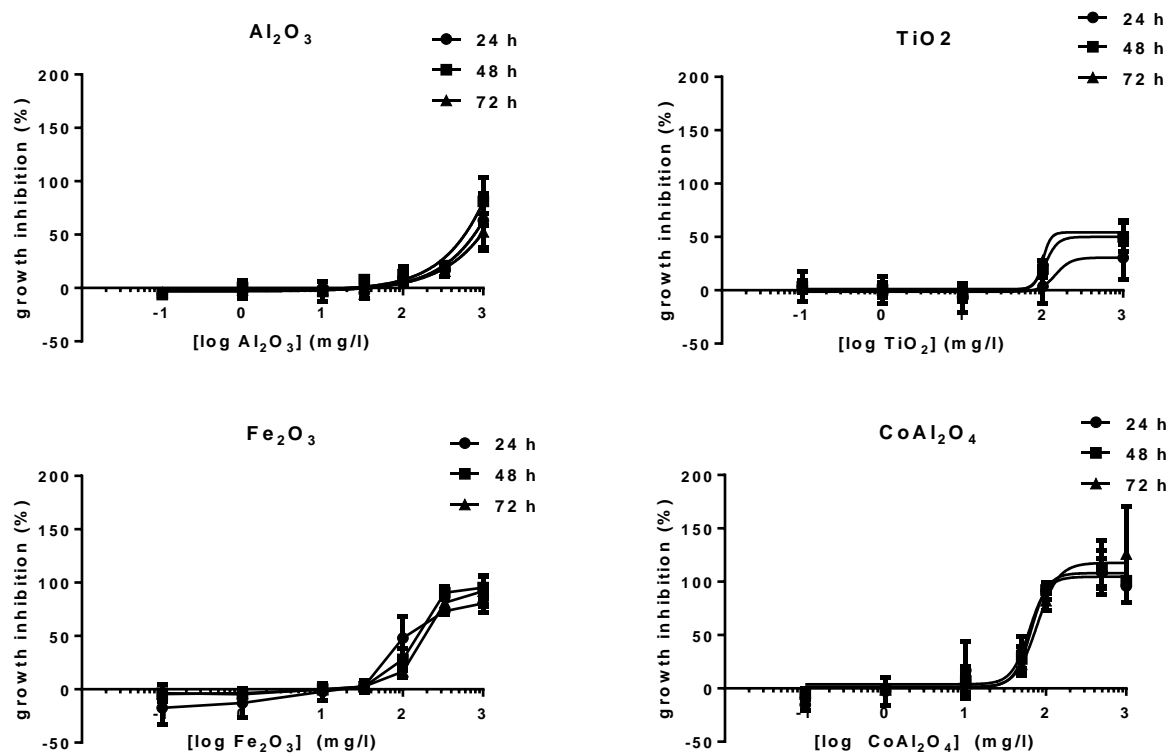 Al₂O₃
24 h
48 h
72 h
growth inhibition (%)
200
150
100
50
0
-50
-1
0
1
2
3
[log Al₂O₃] (mg/l)
TiO2
24 h
48 h
72 h
growth inhibition (%)
200
150
100
50
0
-50
-1
0
1
2
3
[log TiO₂] (mg/l)
Fe₂O₃
24 h
48 h
72 h
growth inhibition (%)
200
150
100
50
0
-50
-1
0
1
2
3
[log Fe₂O₃] (mg/l)
CoAl₂O₄
24 h
48 h
72 h
growth inhibition (%)
200
150
100
50
0
-50
-1
0
1
2
3
[log CoAl₂O₄] (mg/l)